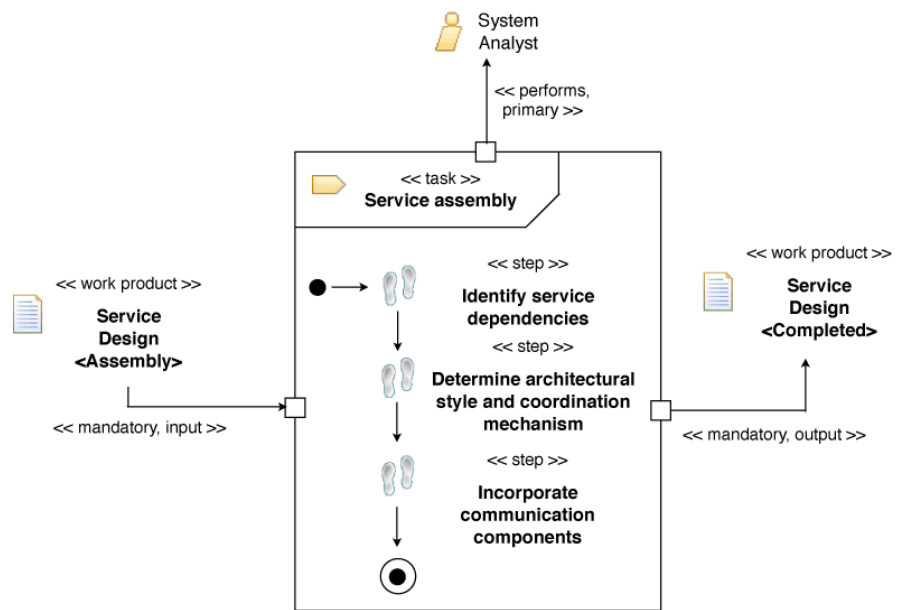 System
Analyst
<< performs,
primary >>
<< task >>
Service assembly
<< work product >>
Service
Design
<Assembly>
<< mandatory, input >>
<< step >>
Identify service
dependencies
<< step >>
Determine architectural
style and coordination
mechanism
<< step >>
Incorporate
communication
components
<< work product >>
Service
Design
<Completed>
<< mandatory, output >>